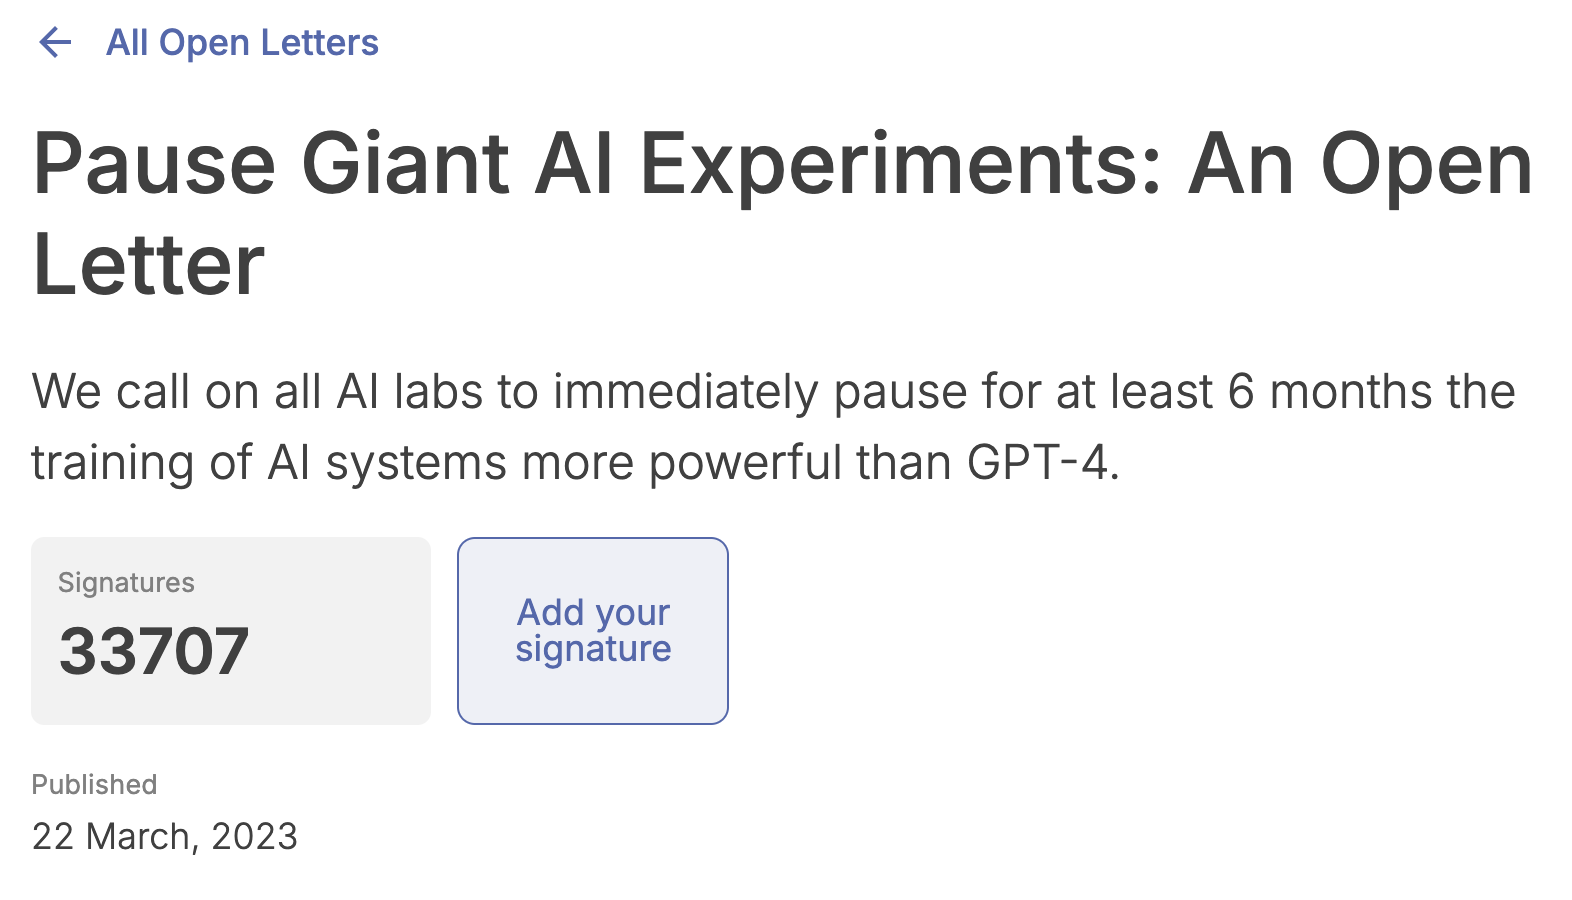 All Open Letters
Pause Giant AI Experiments: An Open
Letter
We call on all AI labs to immediately pause for at least 6 months the
training of AI systems more powerful than GPT-4.
Signatures
33707
Add your
signature
Published
22 March, 2023